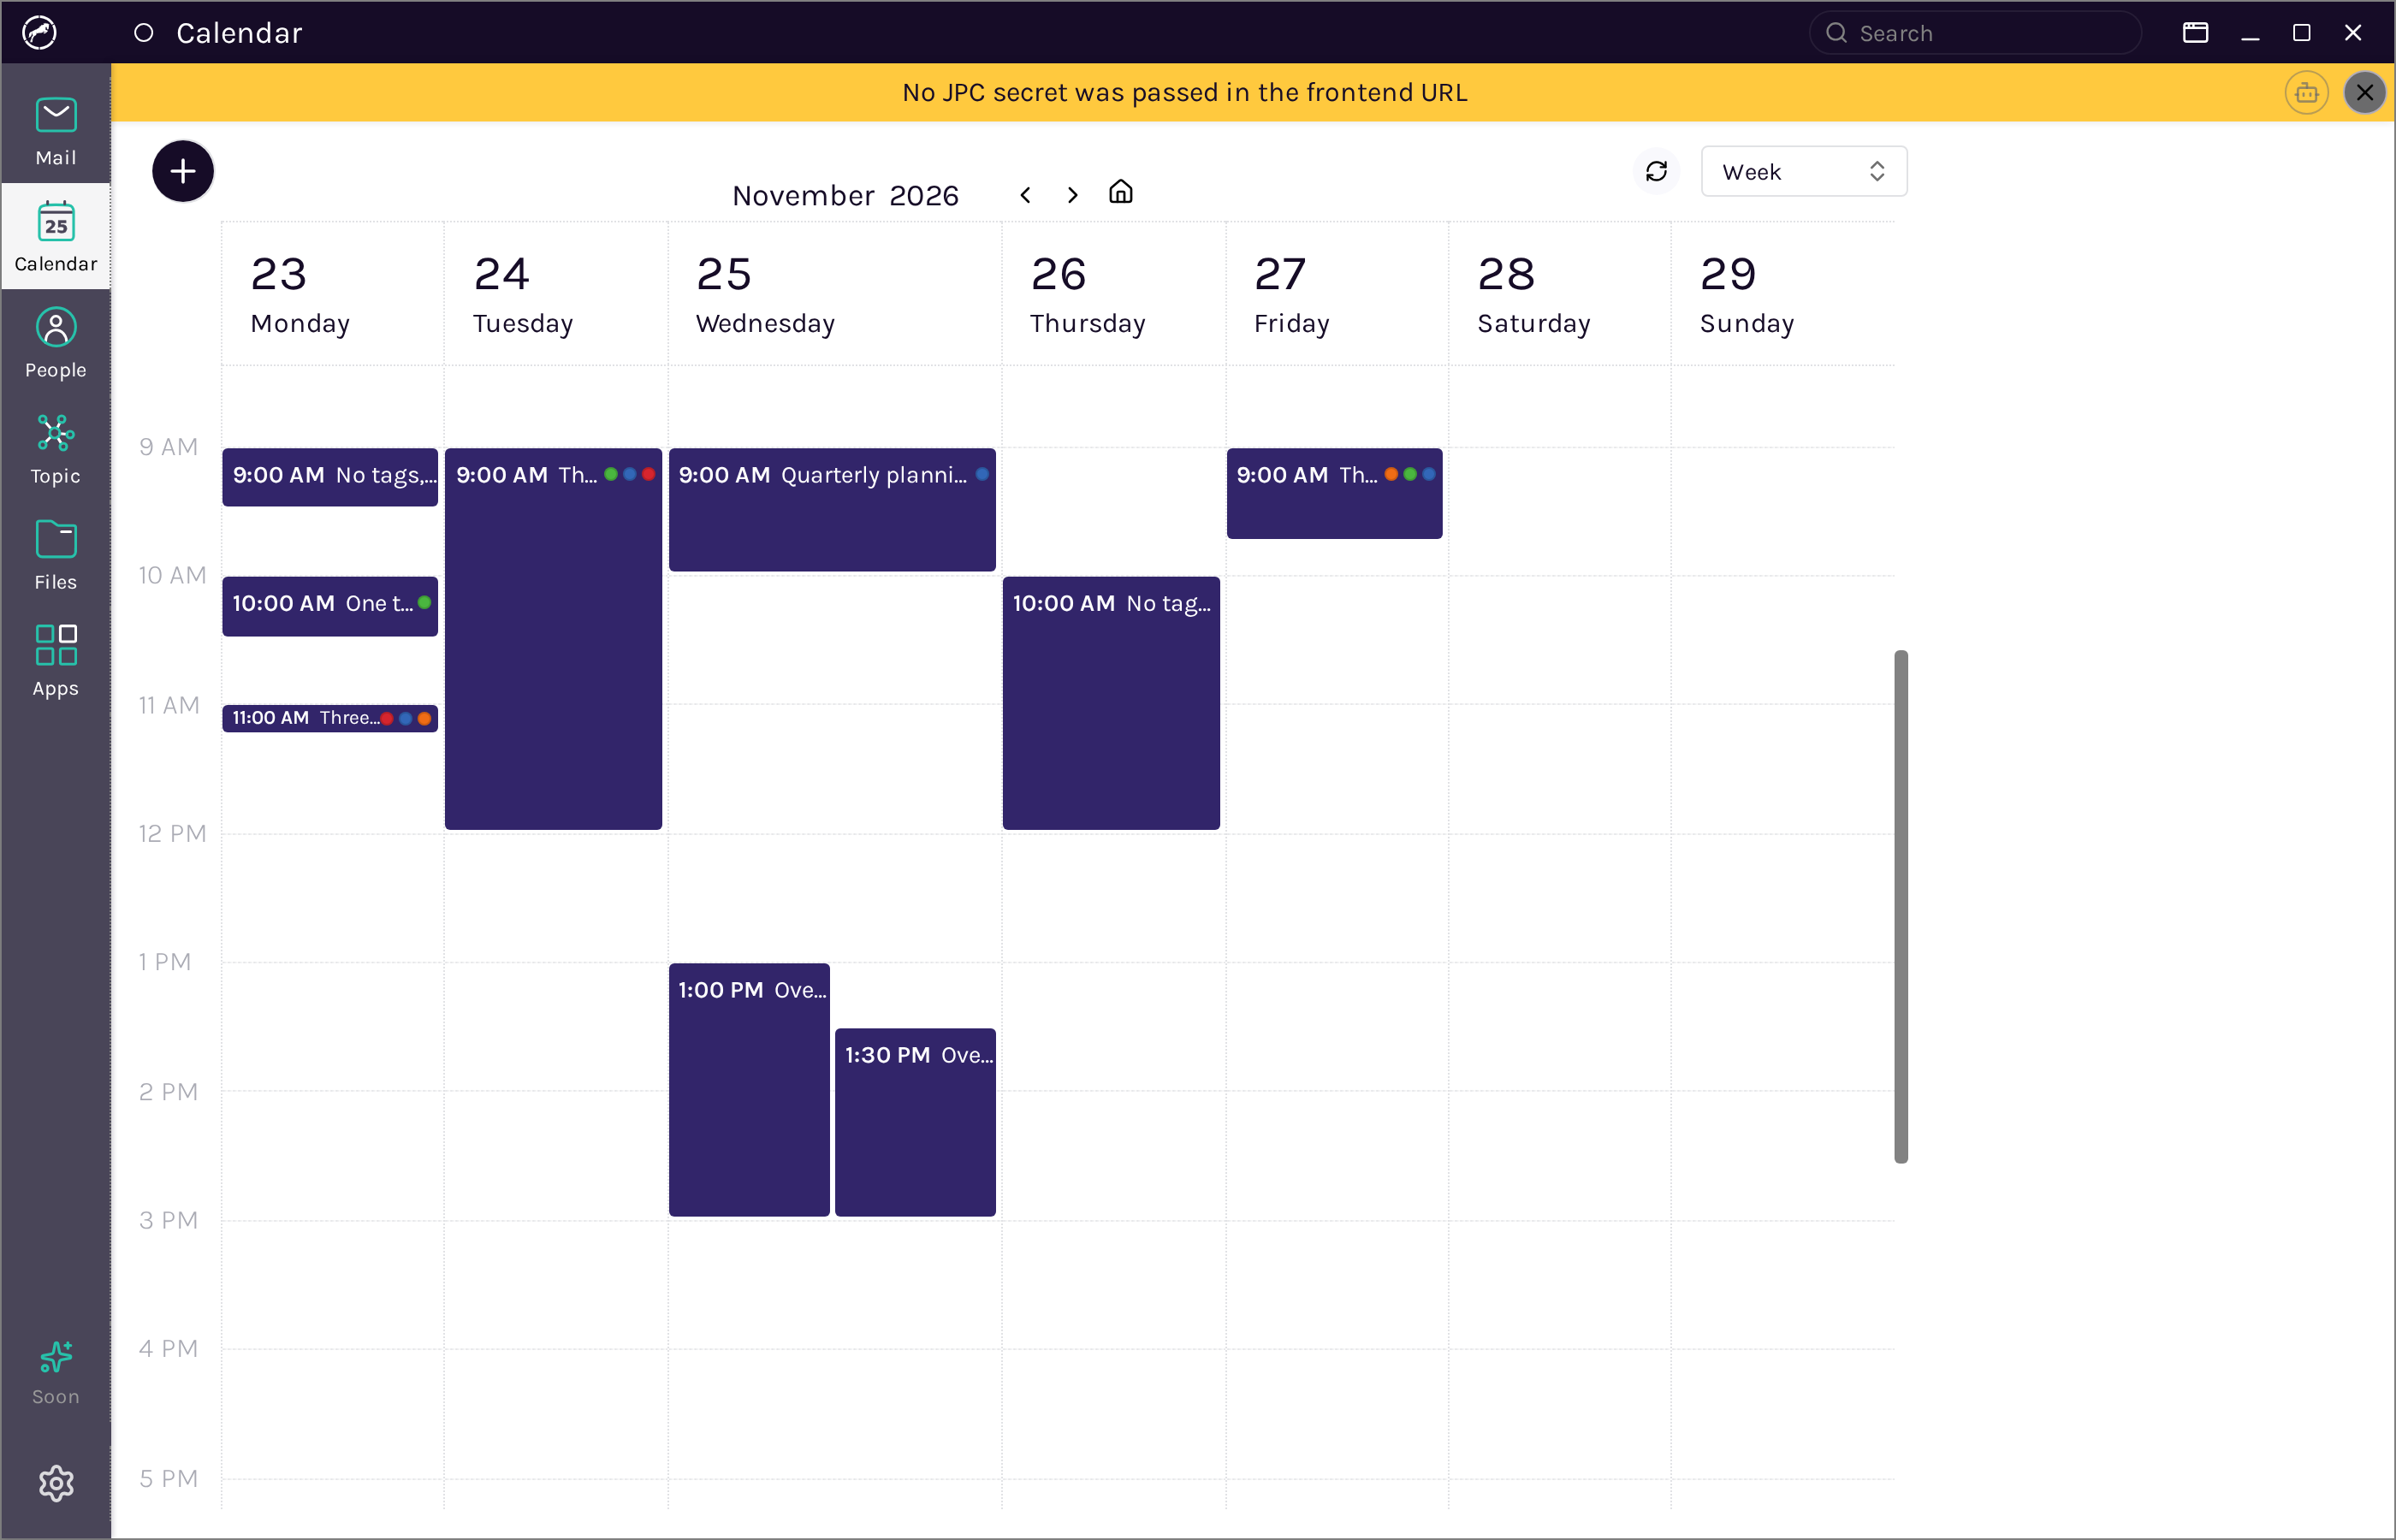 Calendar
Search
No JPC secret was passed in the frontend URL
Mail
25
Calendar
People
Topic
Files
Apps
Soon
November 2026
Week
23
Monday
24
Tuesday
25
Wednesday
26
Thursday
27
Friday
28
Saturday
29
Sunday
9 AM
10 AM
11 AM
12 PM
1 PM
2 PM
3 PM
4 PM
5 PM
9:00 AM No tags,...
10:00 AM One t...
11:00 AM Three...
9:00 AM Th...
9:00 AM Quarterly planni...
1:00 PM Ove...
1:30 PM Ove...
10:00 AM No tag...
9:00 AM Th...